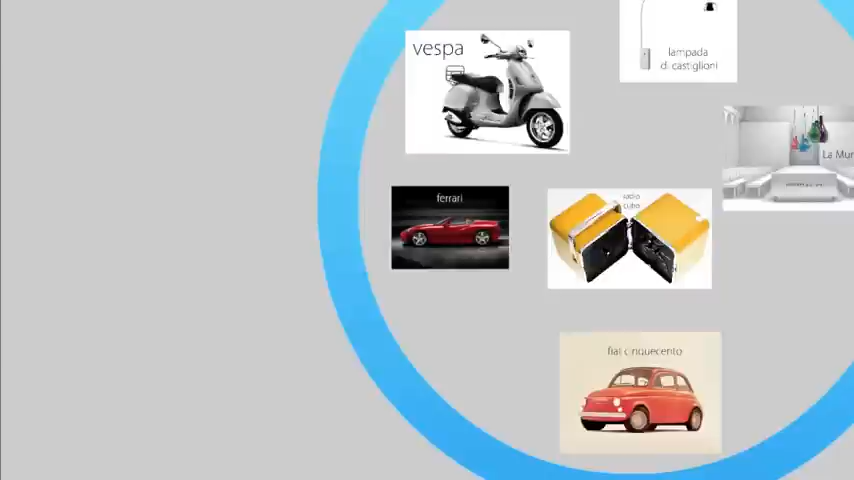 vespa
lampada
di castiglioni
La Mur
ferrari
radio
cubo
fiat cinquecento